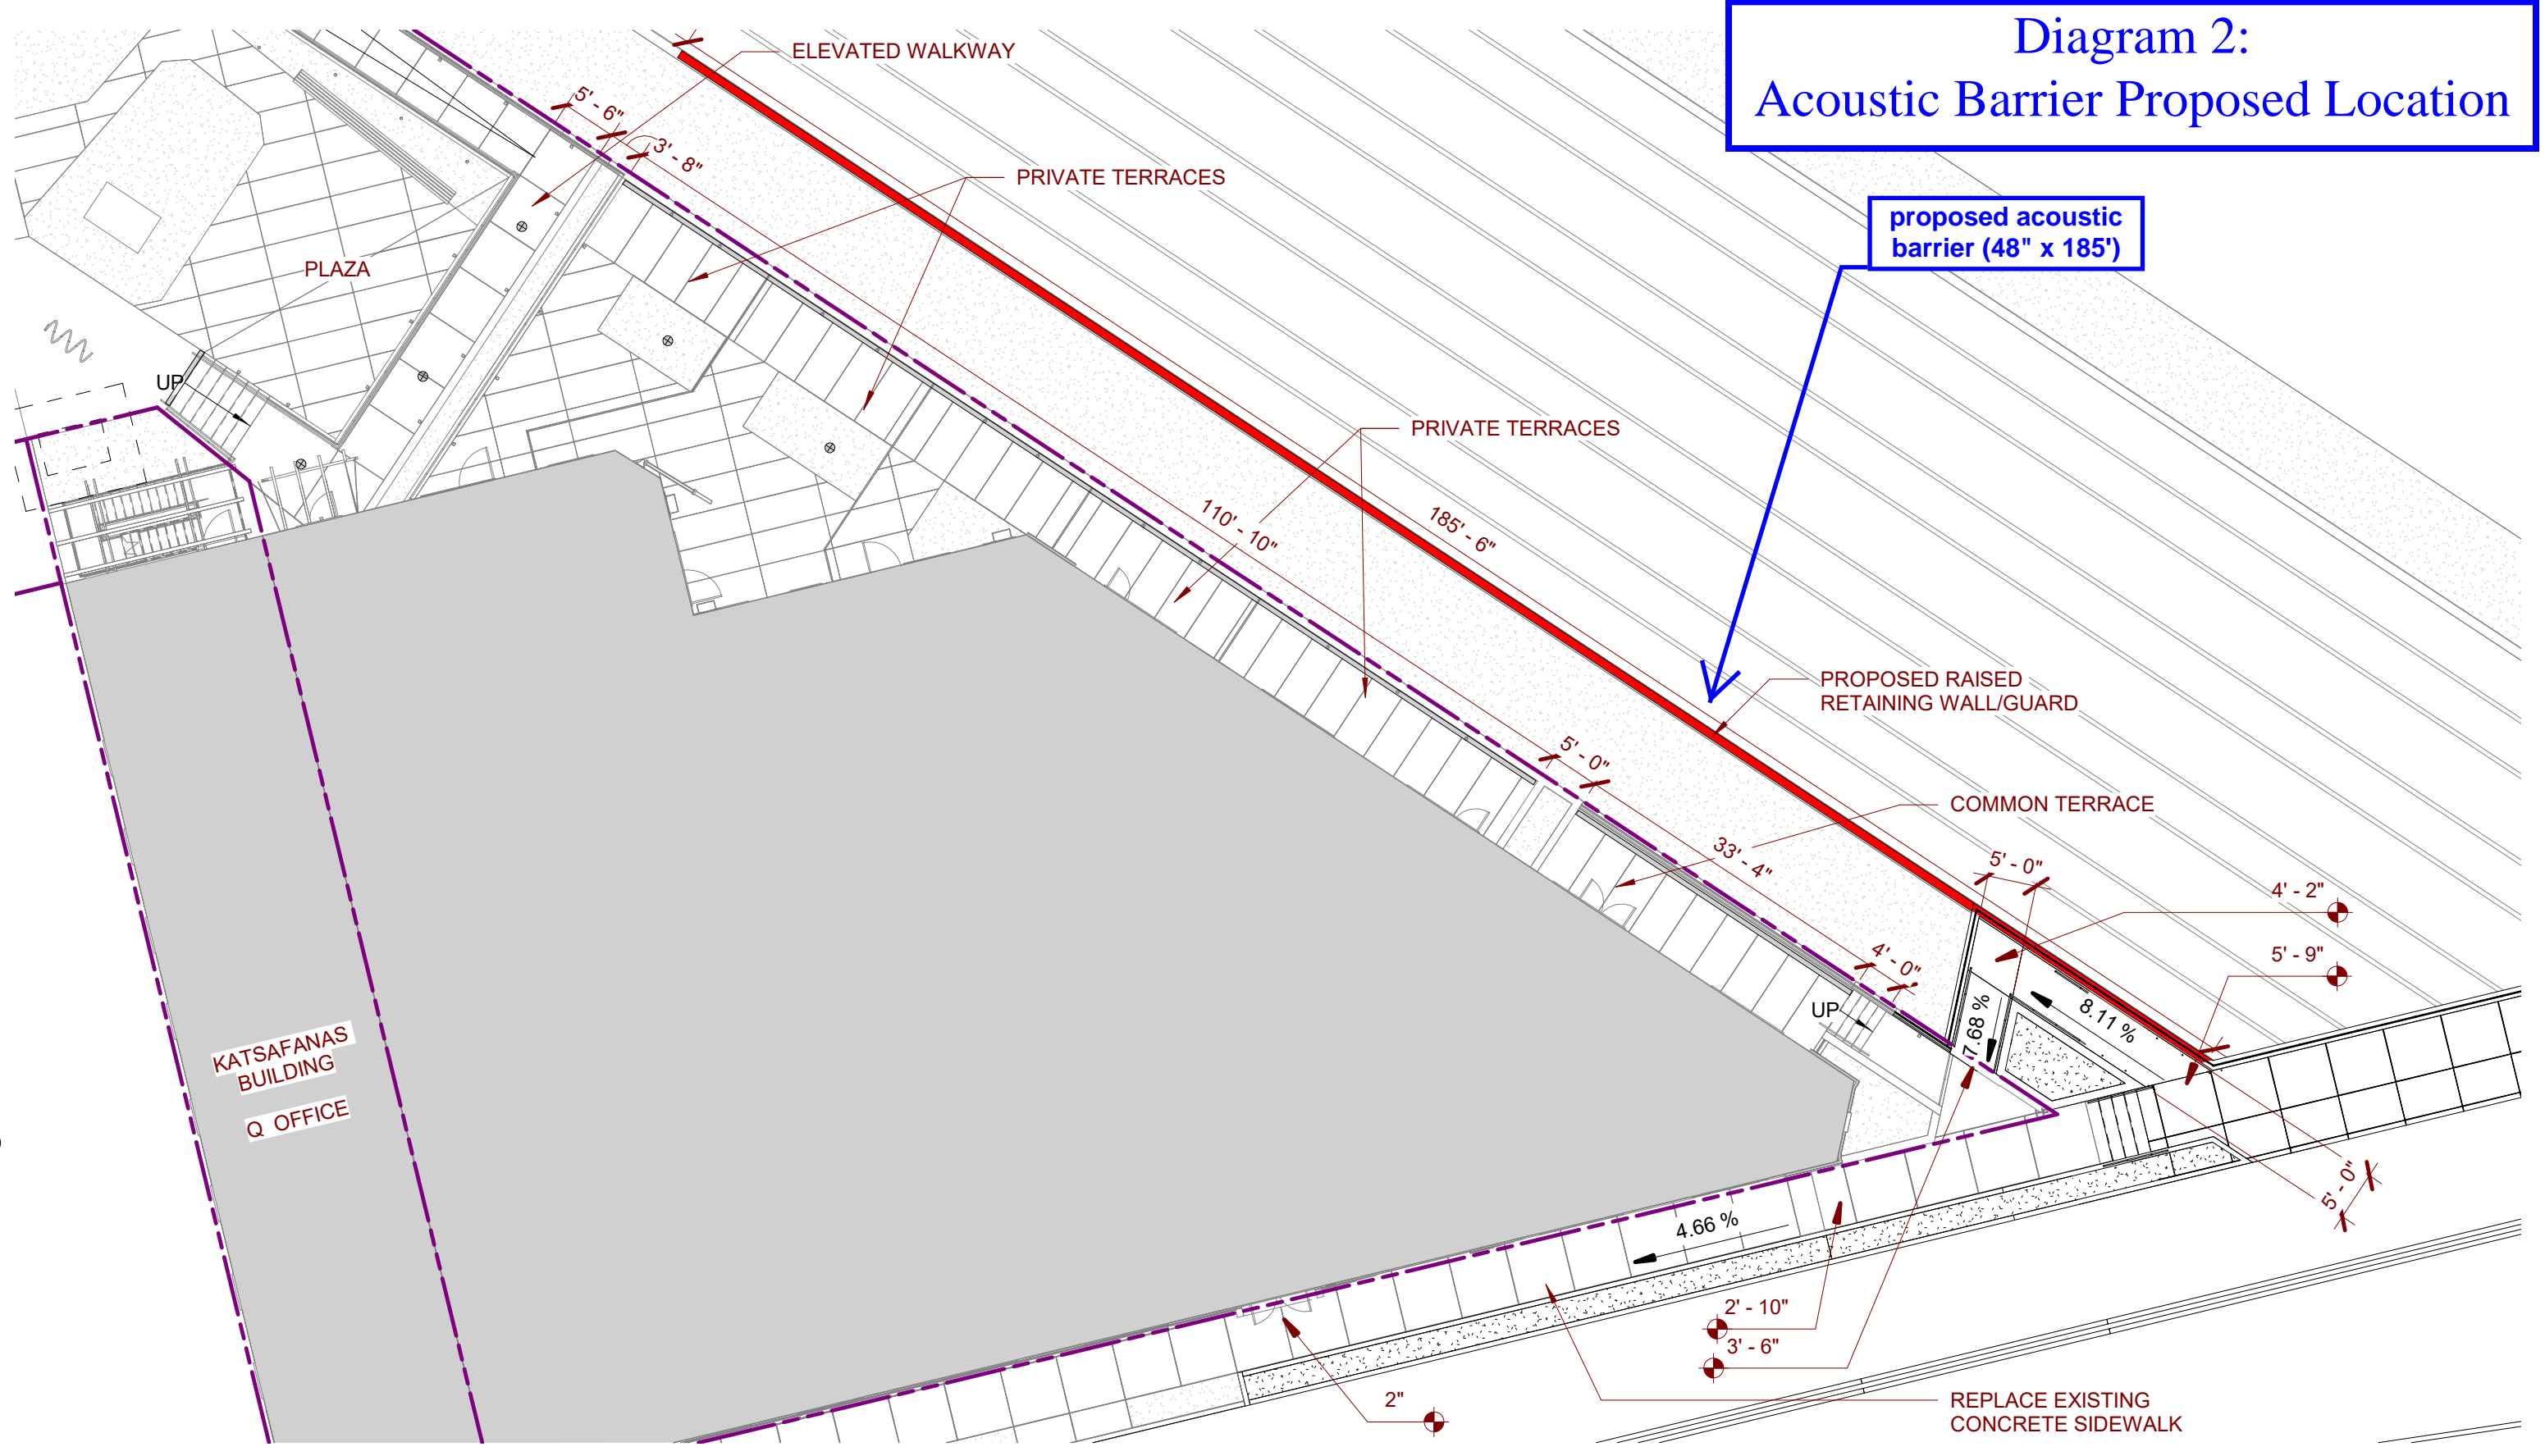 Diagram 2:
Acoustic Barrier Proposed Location
ELEVATED WALKWAY
5' - 6"
3' - 8"
PRIVATE TERRACES
proposed acoustic
barrier (48" x 185')
PLAZA
UP
PRIVATE TERRACES
110' - 10"
185' - 6"
PROPOSED RAISED
RETAINING WALL/GUARD
5' - 0"
COMMON TERRACE
33' - 4"
5' - 0"
4' - 2"
4' - 0"
5' - 9"
UP
7.68 %
8.11 %
KATSAFANAS
BUILDING
Q OFFICE
5' - 0"
4.66 %
2' - 10"
3' - 6"
2"
REPLACE EXISTING
CONCRETE SIDEWALK